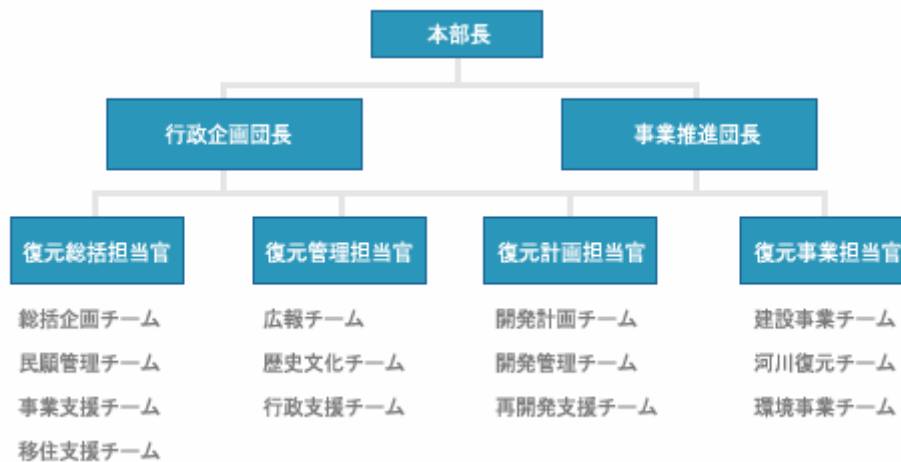 本部長
行政企画団長
事業推進団長
復元総括担当官
復元管理担当官
復元計画担当官
復元事業担当官
総括企画チーム
民願管理チーム
事業支援チーム
移住支援チーム
広報チーム
歴史文化チーム
行政支援チーム
開発計画チーム
開発管理チーム
再開発支援チーム
建設事業チーム
河川復元チーム
環境事業チーム